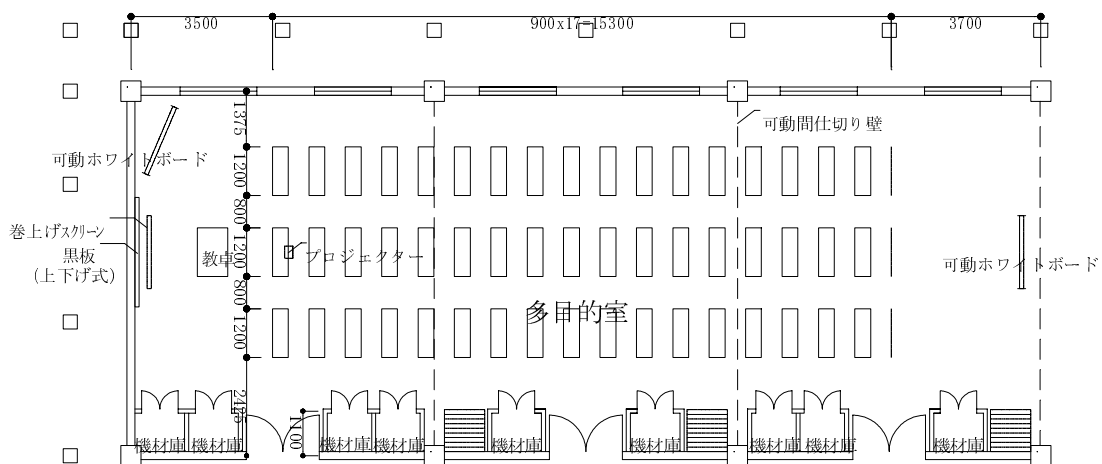 3500
900x17=15300
3700
1375
可動間仕切り壁
可動ホワイトボード
1200
800
巻上げスクリーン
黒板
(上下げ式)
教卓
1200
プロジェクター
可動ホワイトボード
800
多目的室
1200
2475
1100
機材庫
機材庫
機材庫
機材庫
機材庫
機材庫
機材庫
機材庫
機材庫